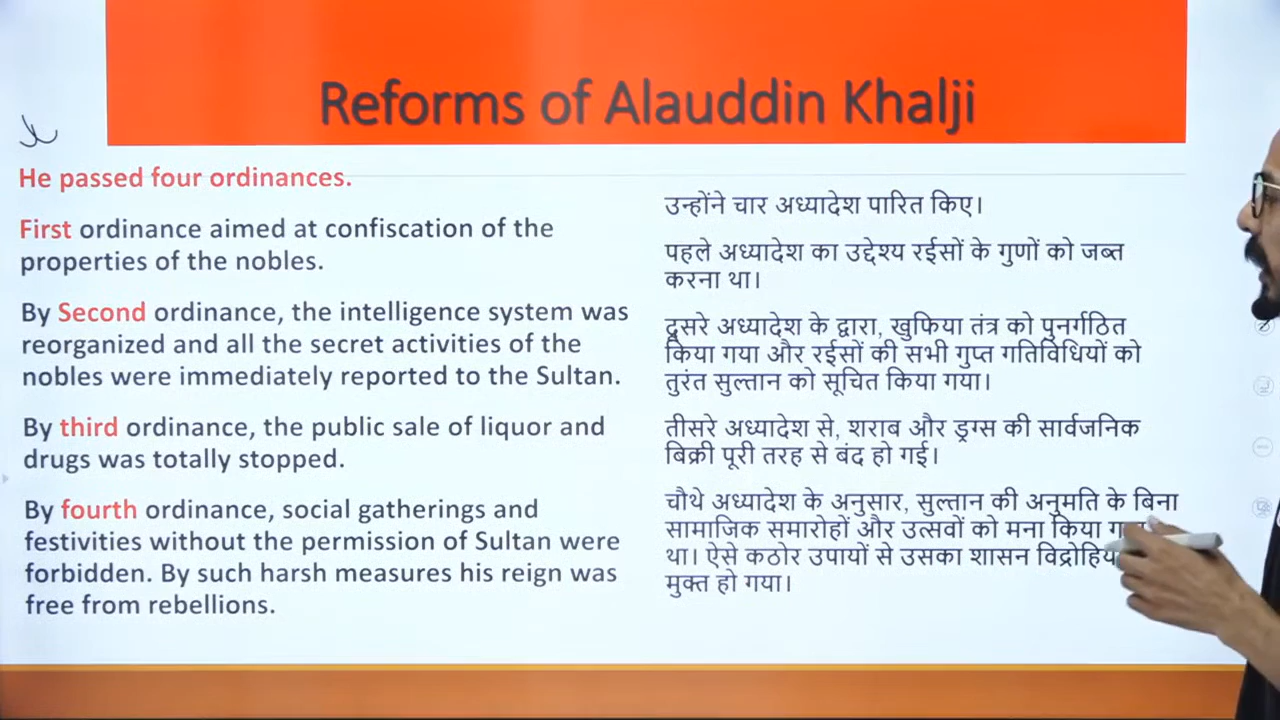 Reforms of Alauddin Khalji
He passed four ordinances.
First ordinance aimed at confiscation of the
properties of the nobles.
By Second ordinance, the intelligence system was
reorganized and all the secret activities of the
nobles were immediately reported to the Sultan.
By third ordinance, the public sale of liquor and
drugs was totally stopped.
By fourth ordinance, social gatherings and
festivities without the permission of Sultan were
forbidden. By such harsh measures his reign was
free from rebellions.
उन्होंने चार अध्यादेश पारित किए।
पहले अध्यादेश का उद्देश्य रईसों के गुणों को जब्त
करना था।
दूसरे अध्यादेश के द्वारा, खुफिया तंत्र को पुनर्गठित
किया गया और रईसों की सभी गुप्त गतिविधियों को
तुरंत सुल्तान को सूचित किया गया।
तीसरे अध्यादेश से, शराब और ड्रग्स की सार्वजनिक
बिक्री पूरी तरह से बंद हो गई।
चौथे अध्यादेश के अनुसार, सुल्तान की अनुमति के बिना
सामाजिक समारोहों और उत्सवों को मना किया
था। ऐसे कठोर उपायों से उसका शासन
मुक्त हो गया।